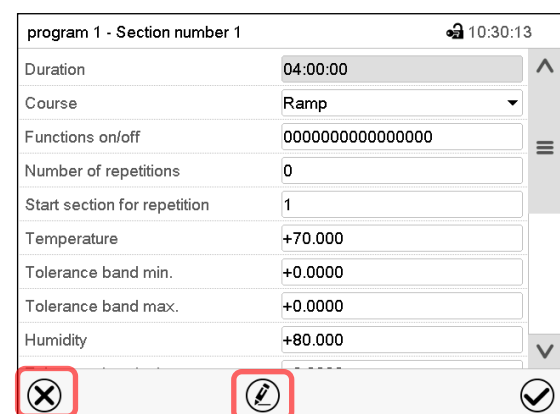 program 1 - Section number 1 10:30:13
Duration 04:00:00
Course Ramp
Functions on/off 0000000000000000
Number of repetitions 0
Start section for repetition 1
Temperature +70.000
Tolerance band min. +0.0000
Tolerance band max. +0.0000
Humidity +80.000